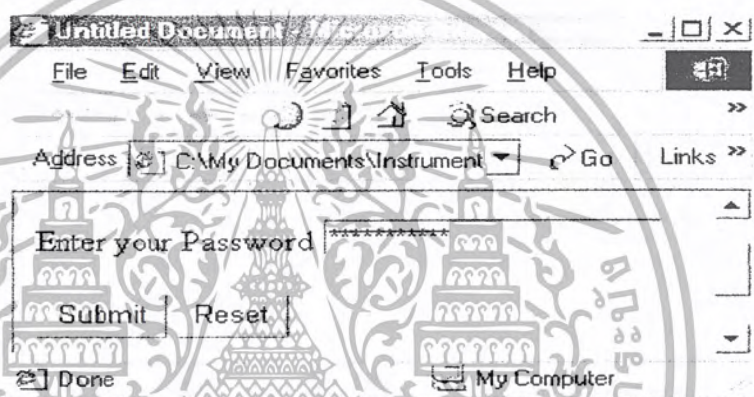 Untitled Document -
File Edit View Favorites Tools Help
Search »
Address C:\My Documents\Instrument Go Links »
Enter your Password ***********
Submit Reset
Done My Computer